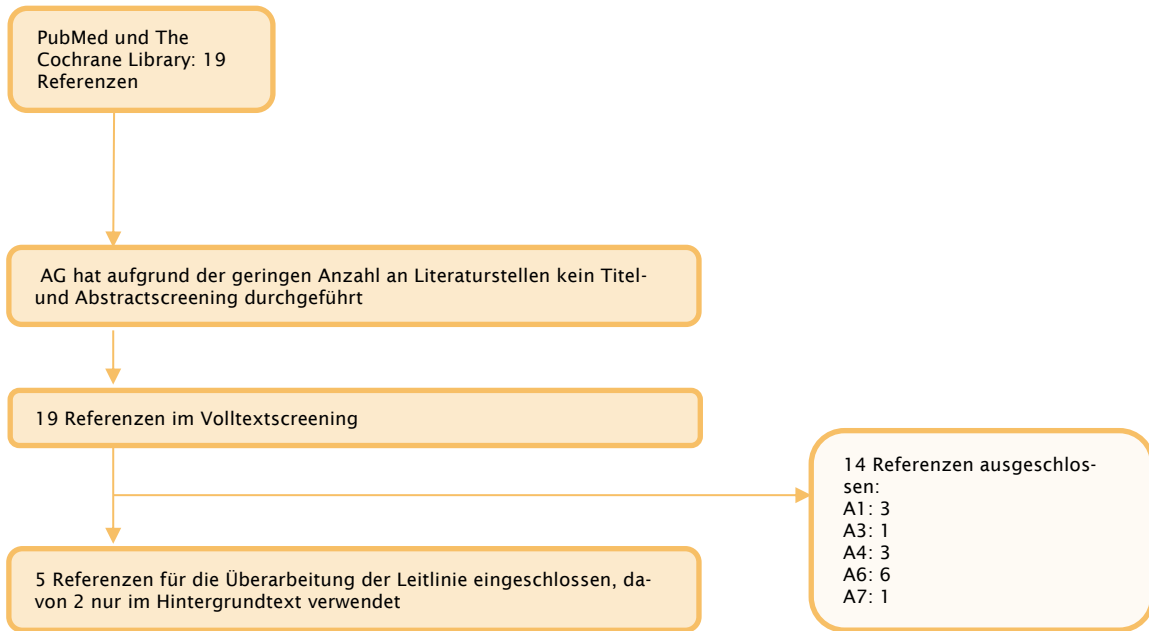 PubMed und The
Cochrane Library: 19
Referenzen
AG hat aufgrund der geringen Anzahl an Literaturstellen kein Titel-
und Abstractscreening durchgeführt
19 Referenzen im Volltextscreening
14 Referenzen ausgeschlos-
sen:
A1: 3
A3: 1
A4: 3
A6: 6
A7: 1
5 Referenzen für die Überarbeitung der Leitlinie eingeschlossen, da-
von 2 nur im Hintergrundtext verwendet